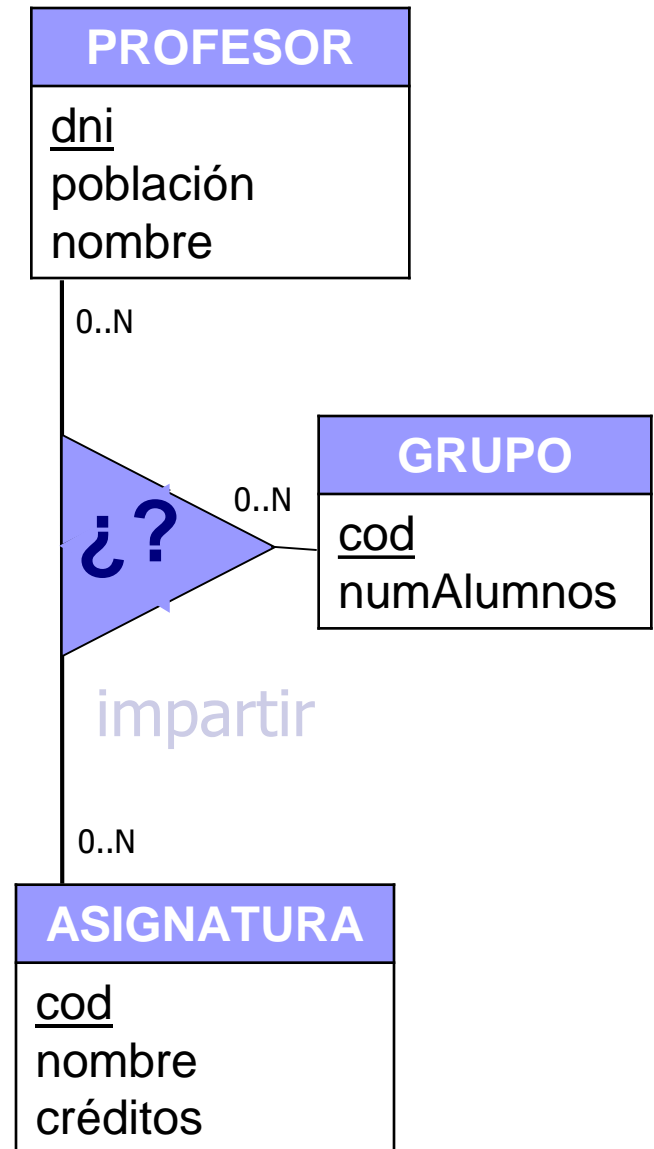 PROFESOR
dni
población
nombre
0..N
GRUPO
0..N
¿?
cod
numAlumnos
impartir
0..N
ASIGNATURA
cod
nombre
créditos